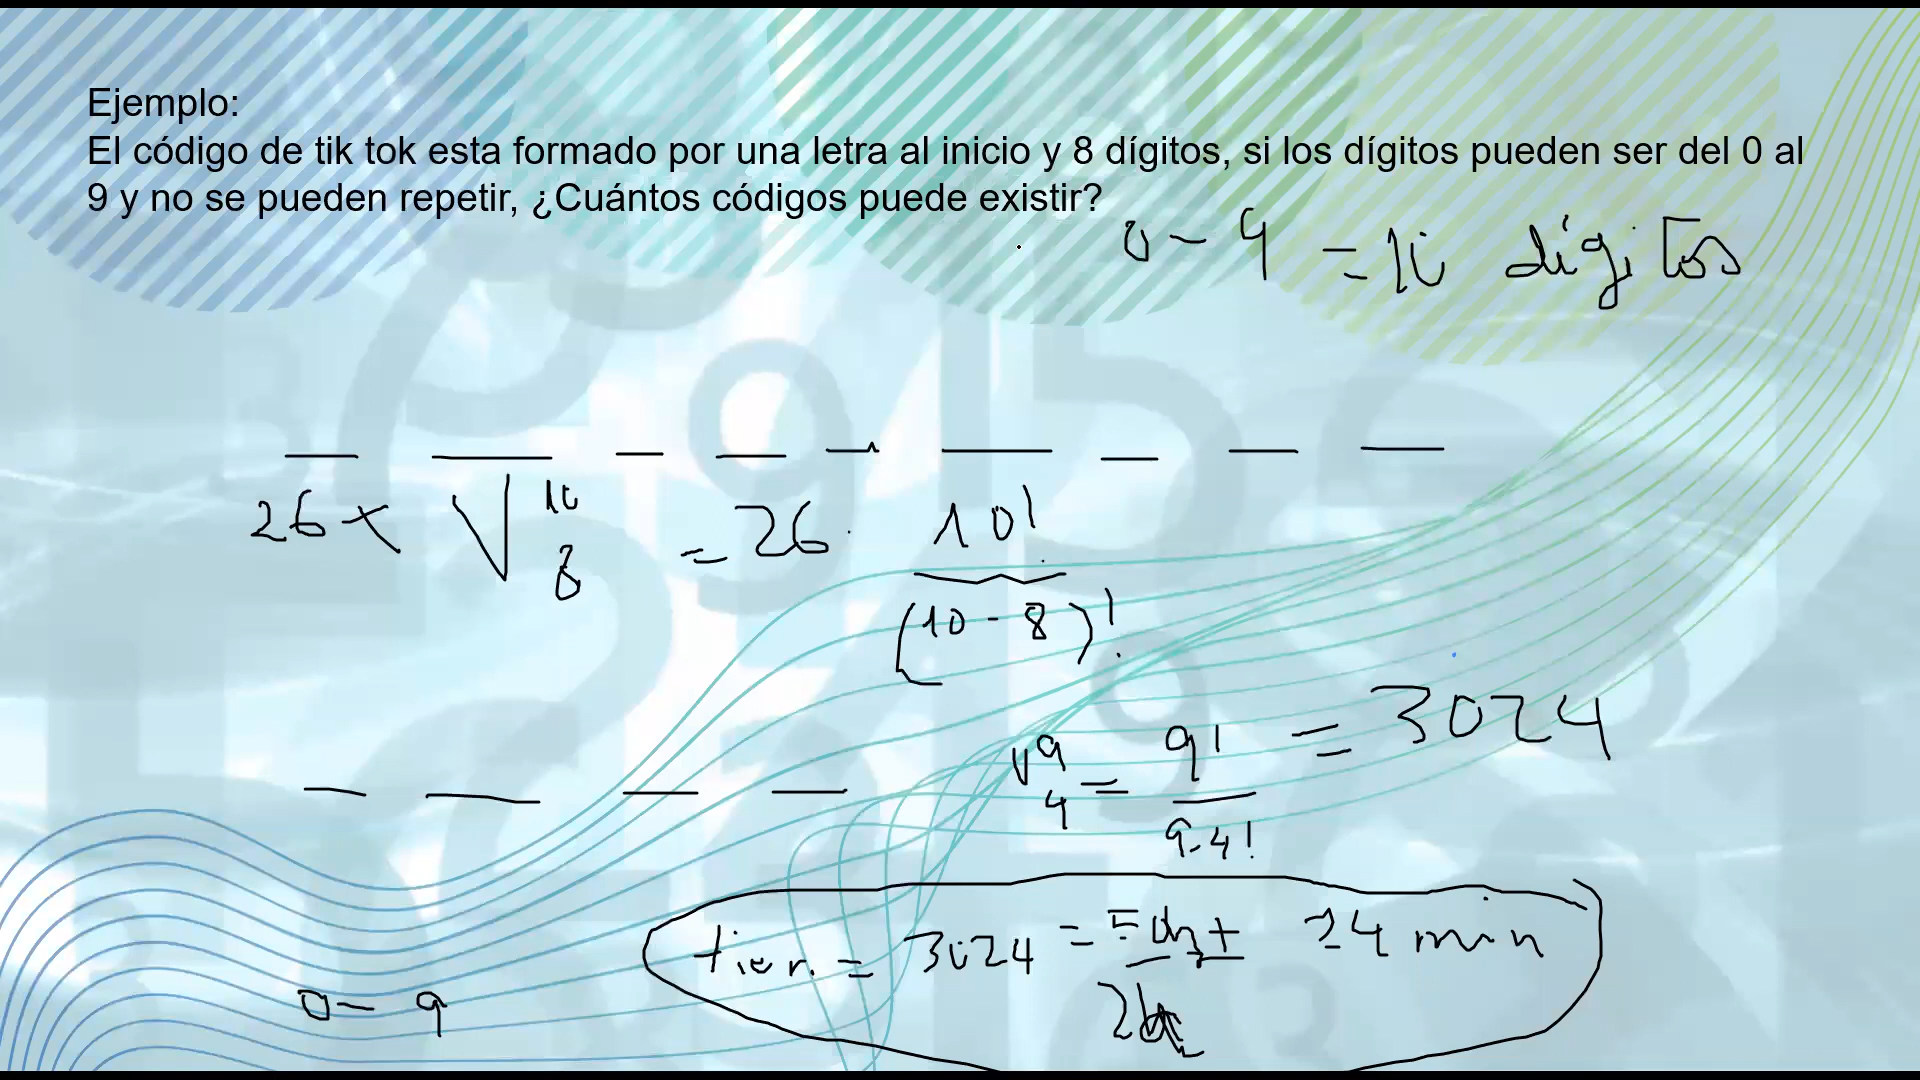 Ejemplo:
El código de tik tok esta formado por una letra al inicio y 8 dígitos, si los dígitos pueden ser del 0 al
9 y no se pueden repetir, ¿Cuántos códigos puede existir?
0 - 9 = 10 dígitos
26 x V 10 8 = 26 . 10! / (10 - 8)!
V 9 4 = 9! / 9-4! = 3024
= 3024 =
24 min
0 - 9